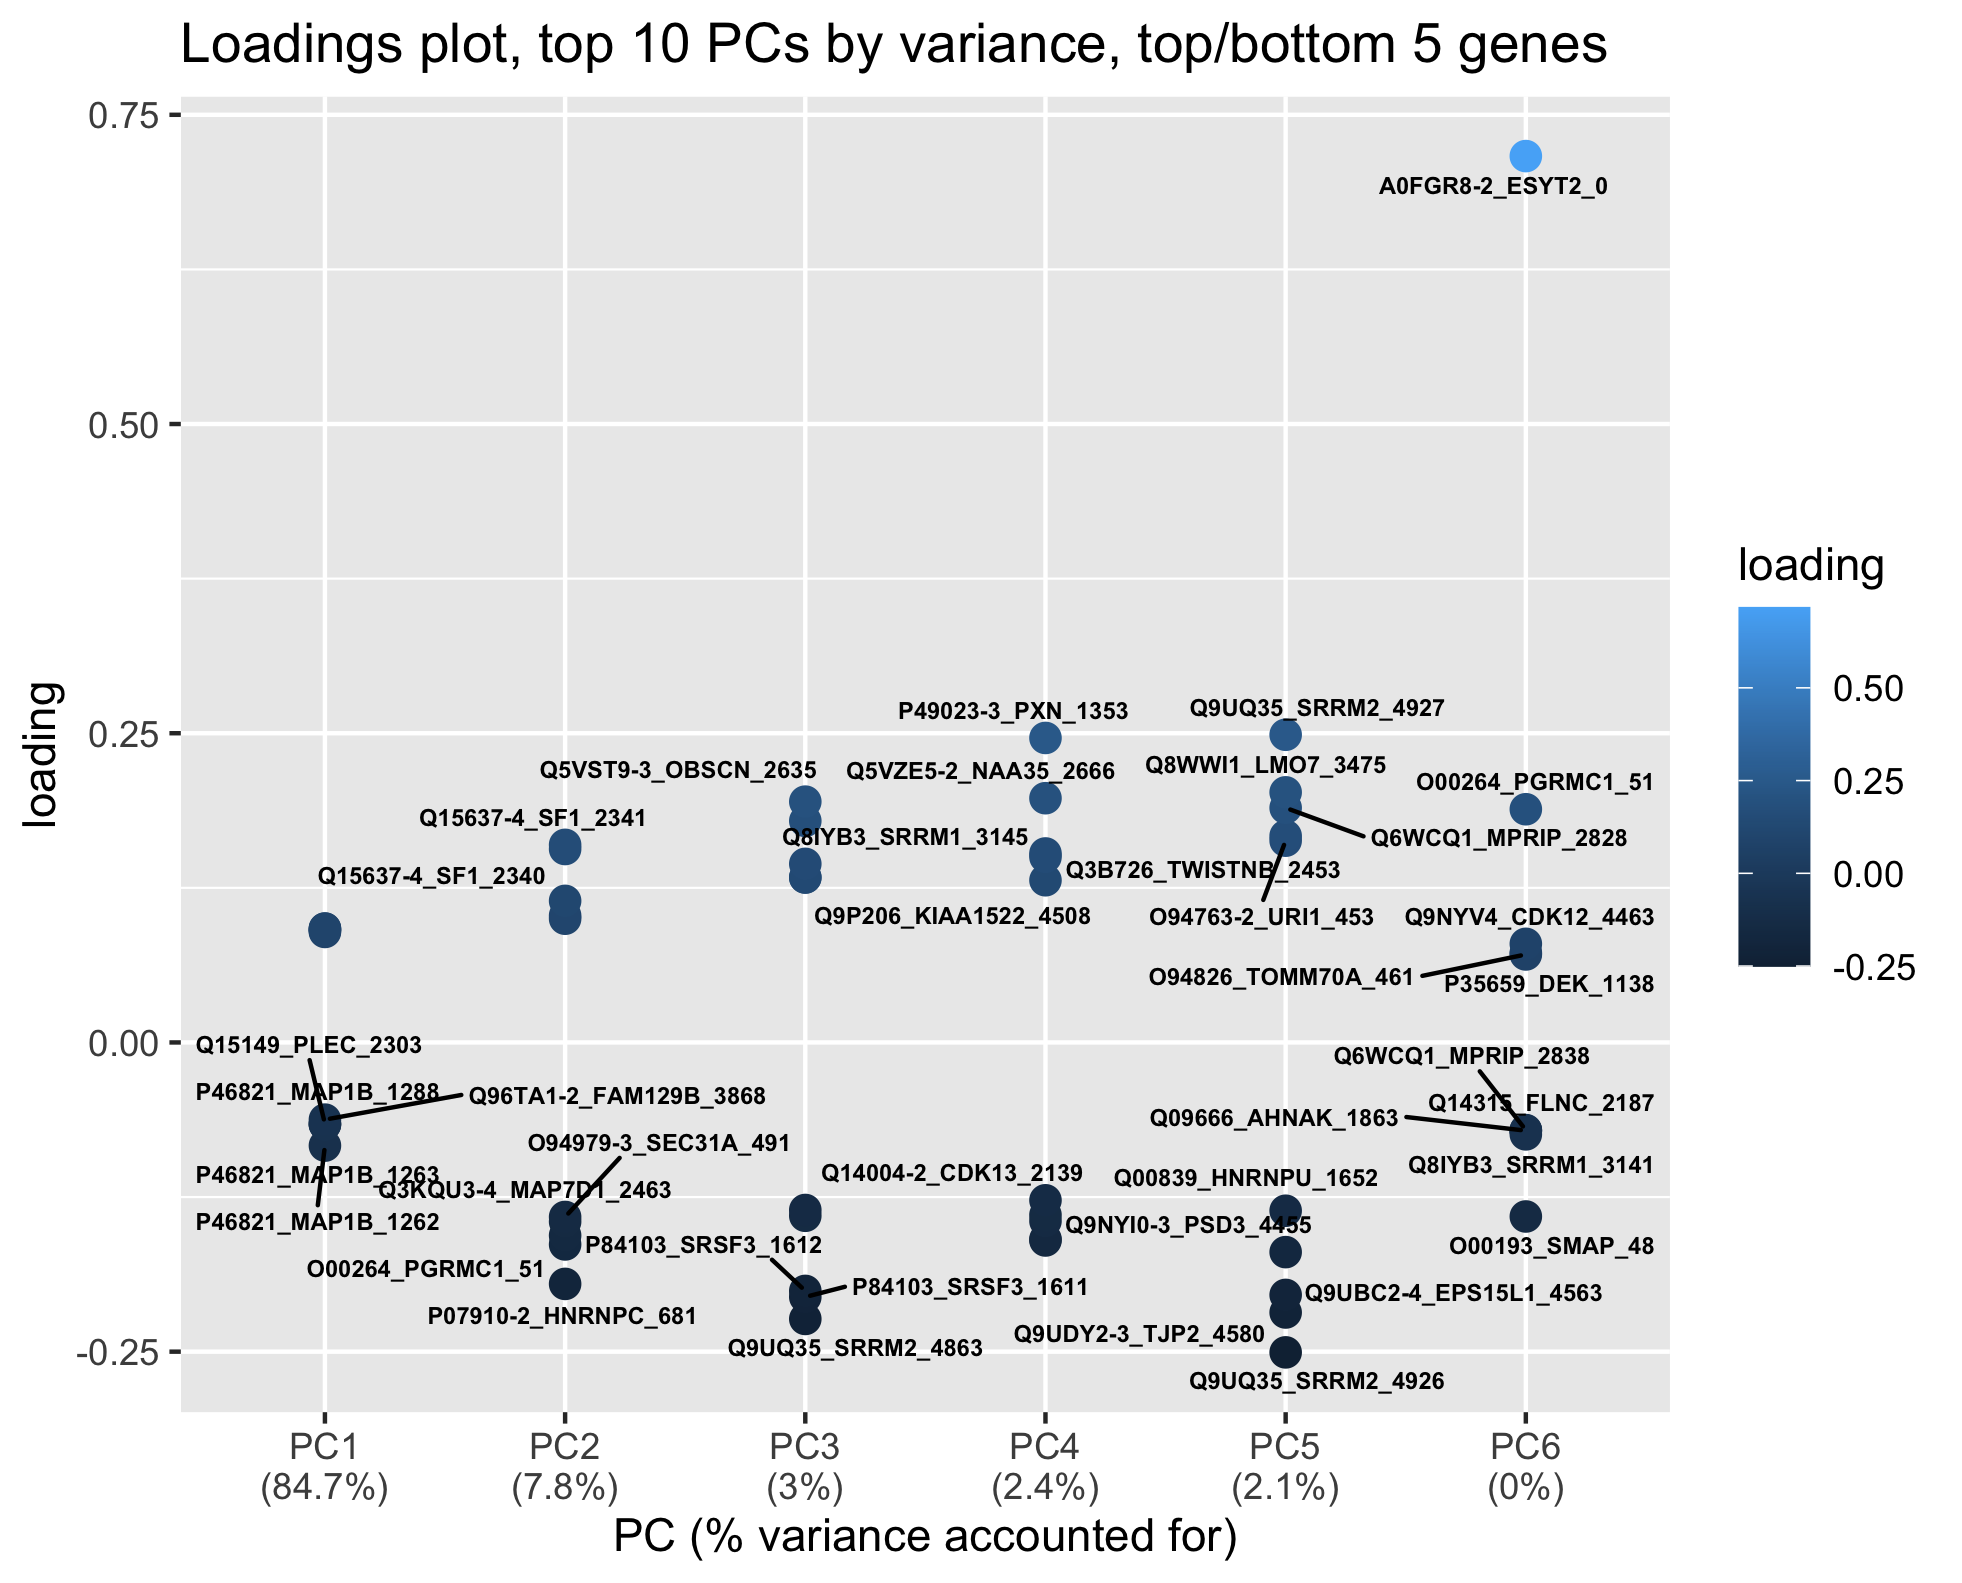 Loadings plot, top 10 PCs by variance, top/bottom 5 genes
0.75
A0FGR8-2_ESYT2_0
0.50
loading
0.50
0.25
0.00
-0.25
loading
0.25
P49023-3_PXN_1353
Q9UQ35_SRRM2_4927
Q5VST9-3_OBSCN_2635
Q5VZE5-2_NAA35_2666
Q8WWI1_LMO7_3475
O00264_PGRMC1_51
Q15637-4_SF1_2341
Q8IYB3_SRRM1_3145
Q6WCQ1_MPRIP_2828
Q15637-4_SF1_2340
Q3B726_TWISTNB_2453
Q9P206_KIAA1522_4508
O94763-2_URI1_453
Q9NYV4_CDK12_4463
O94826_TOMM70A_461
P35659_DEK_1138
0.00
Q15149_PLEC_2303
Q6WCQ1_MPRIP_2838
P46821_MAP1B_1288
Q96TA1-2_FAM129B_3868
Q14315_FLNC_2187
Q09666_AHNAK_1863
O94979-3_SEC31A_491
Q8IYB3_SRRM1_3141
P46821_MAP1B_1263
Q14004-2_CDK13_2139
Q00839_HNRNPU_1652
Q3KQU3-4_MAP7D1_2463
P46821_MAP1B_1262
Q9NYI0-3_PSD3_4455
P84103_SRSF3_1612
O00193_SMAP_48
O00264_PGRMC1_51
P84103_SRSF3_1611
Q9UBC2-4_EPS15L1_4563
P07910-2_HNRNPC_681
Q9UDY2-3_TJP2_4580
Q9UQ35_SRRM2_4863
-0.25
Q9UQ35_SRRM2_4926
PC1 PC2 PC3 PC4 PC5 PC6
(84.7%) (7.8%) (3%) (2.4%) (2.1%) (0%)
PC (% variance accounted for)